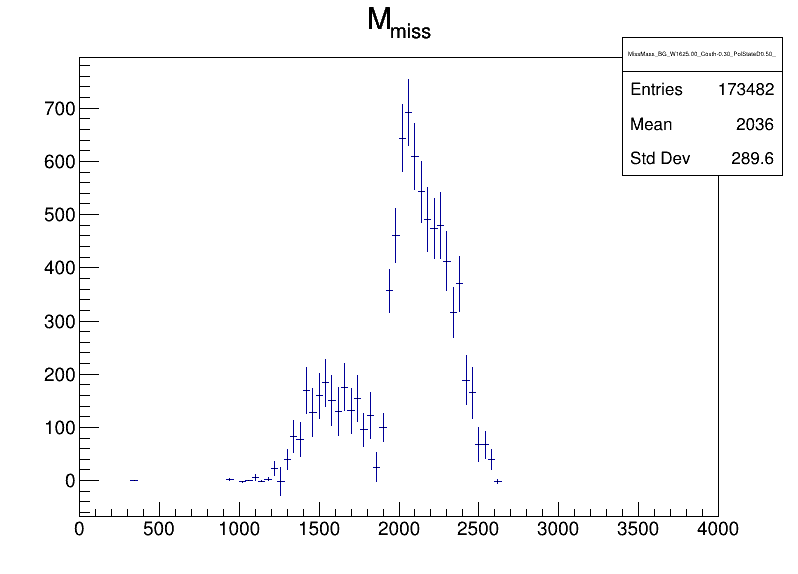 M_miss
MissMass_BG_W1625.00_Costh-0.30_PolStateD0.50_
Entries 173482
Mean 2036
Std Dev 289.6
700
600
500
400
300
200
100
0
0 500 1000 1500 2000 2500 3000 3500 4000